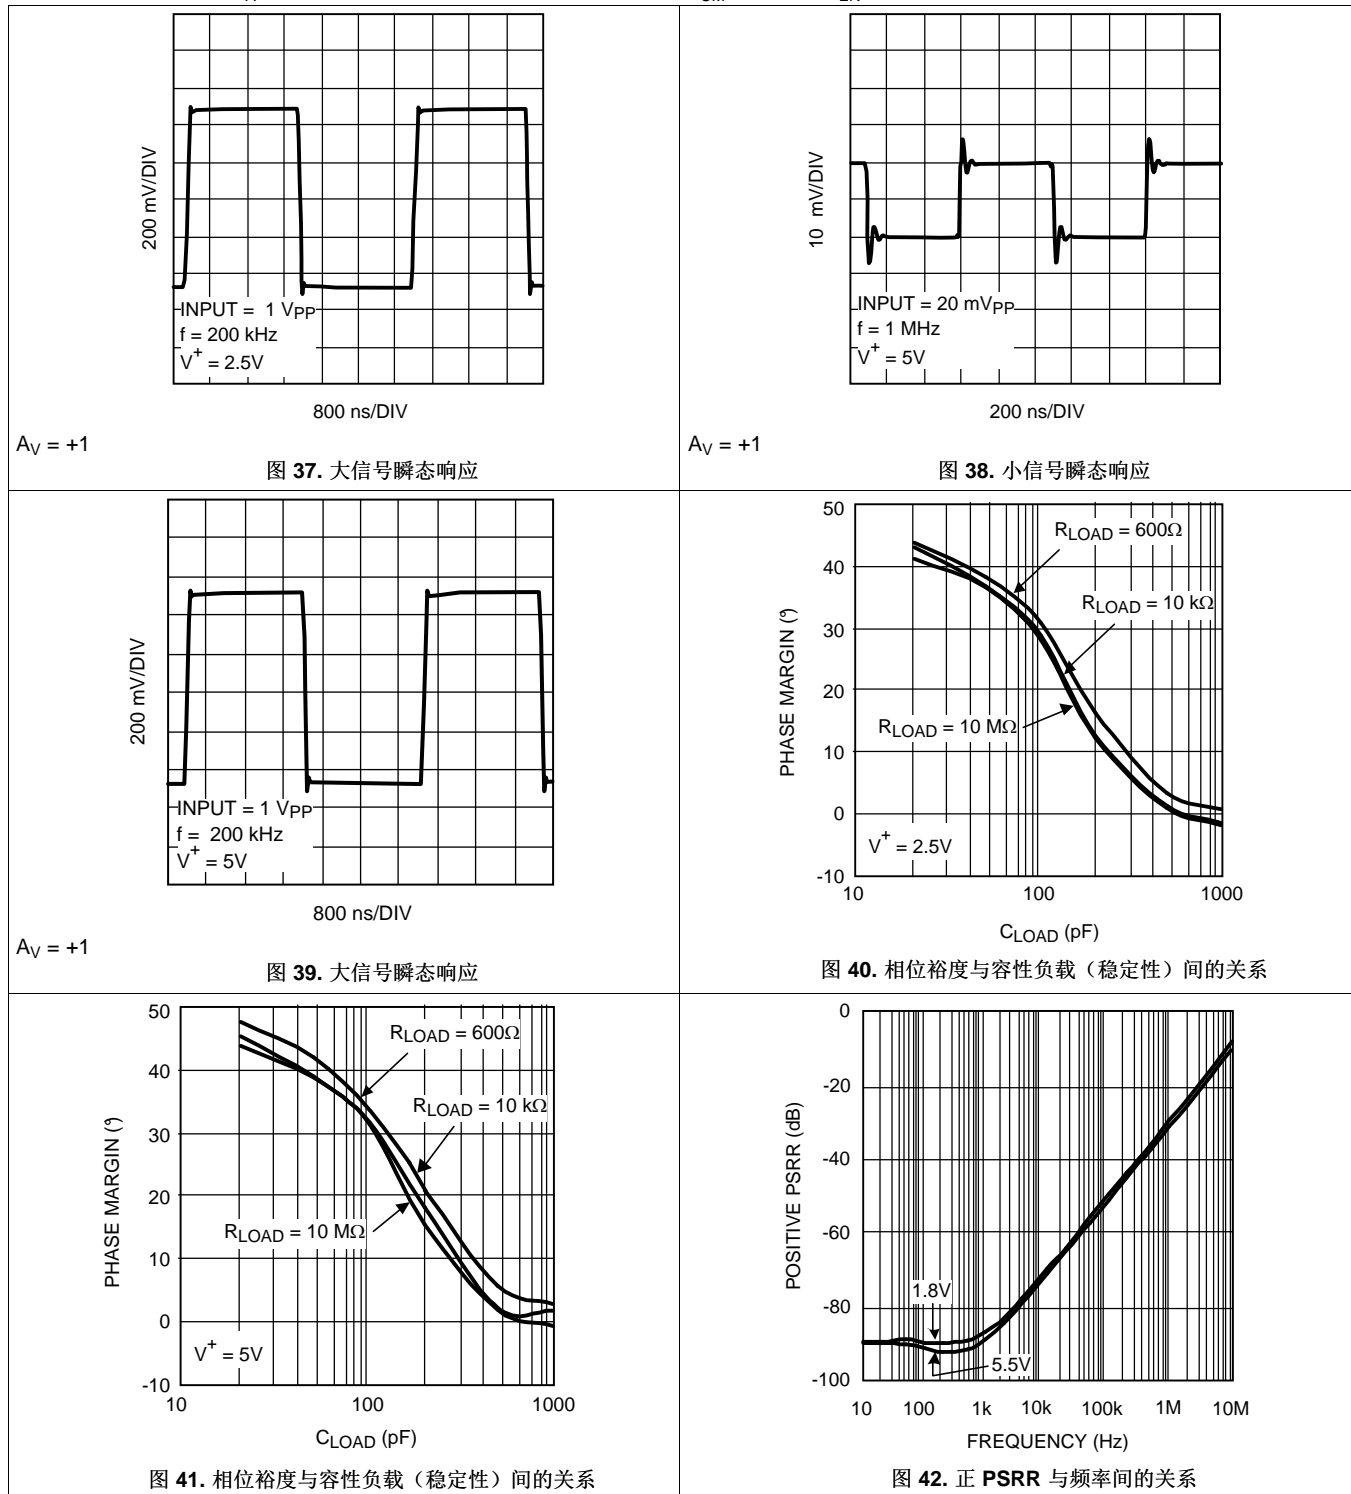 200 mV/DIV
INPUT = 1 VPP
f = 200 kHz
V+ = 2.5V
800 ns/DIV
AV = +1
图 37. 大信号瞬态响应
10 mV/DIV
INPUT = 20 mVPP
f = 1 MHz
V+ = 5V
200 ns/DIV
AV = +1
图 38. 小信号瞬态响应
200 mV/DIV
INPUT = 1 VPP
f = 200 kHz
V+ = 5V
800 ns/DIV
AV = +1
图 39. 大信号瞬态响应
PHASE MARGIN (°)
50
40
30
20
10
0
-10
RLOAD = 600Ω
RLOAD = 10 kΩ
RLOAD = 10 MΩ
V+ = 2.5V
10 100 1000
CLOAD (pF)
图 40. 相位裕度与容性负载（稳定性）间的关系
PHASE MARGIN (°)
50
40
30
20
10
0
-10
RLOAD = 600Ω
RLOAD = 10 kΩ
RLOAD = 10 MΩ
V+ = 5V
10 100 1000
CLOAD (pF)
图 41. 相位裕度与容性负载（稳定性）间的关系
POSITIVE PSRR (dB)
0
-20
-40
-60
-80
-100
1.8V
5.5V
10 100 1k 10k 100k 1M 10M
FREQUENCY (Hz)
图 42. 正 PSRR 与频率间的关系